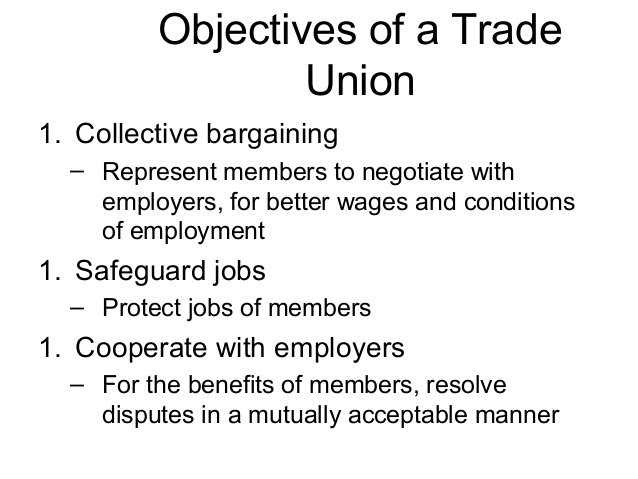 Objectives of a Trade
Union
1. Collective bargaining
– Represent members to negotiate with
employers, for better wages and conditions
of employment
1. Safeguard jobs
– Protect jobs of members
1. Cooperate with employers
– For the benefits of members, resolve
disputes in a mutually acceptable manner